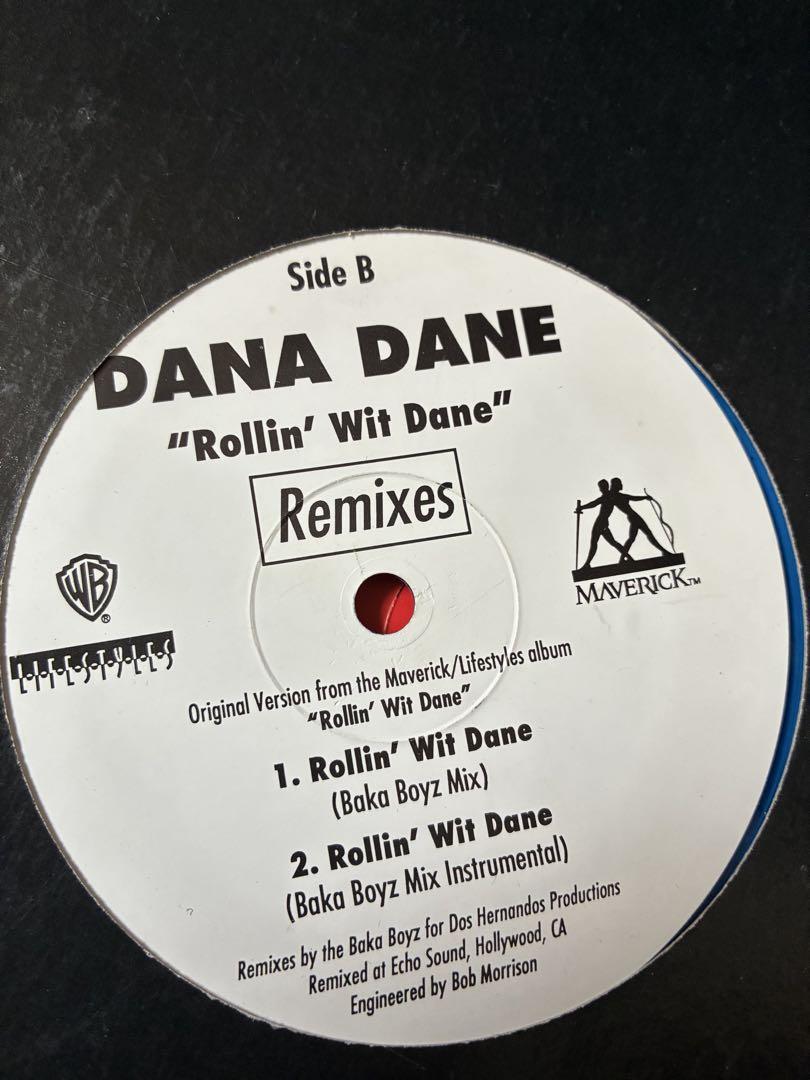 Side B
DANA DANE
"Rollin' Wit Dane"
Remixes
WB
®
LIFESTYLES
MAVERICK™
Original Version from the Maverick/Lifestyles album
"Rollin' Wit Dane"
1. Rollin' Wit Dane
(Baka Boyz Mix)
2. Rollin' Wit Dane
(Baka Boyz Mix Instrumental)
Remixes by the Baka Boyz for Dos Hernandos Productions
Remixed at Echo Sound, Hollywood, CA
Engineered by Bob Morrison